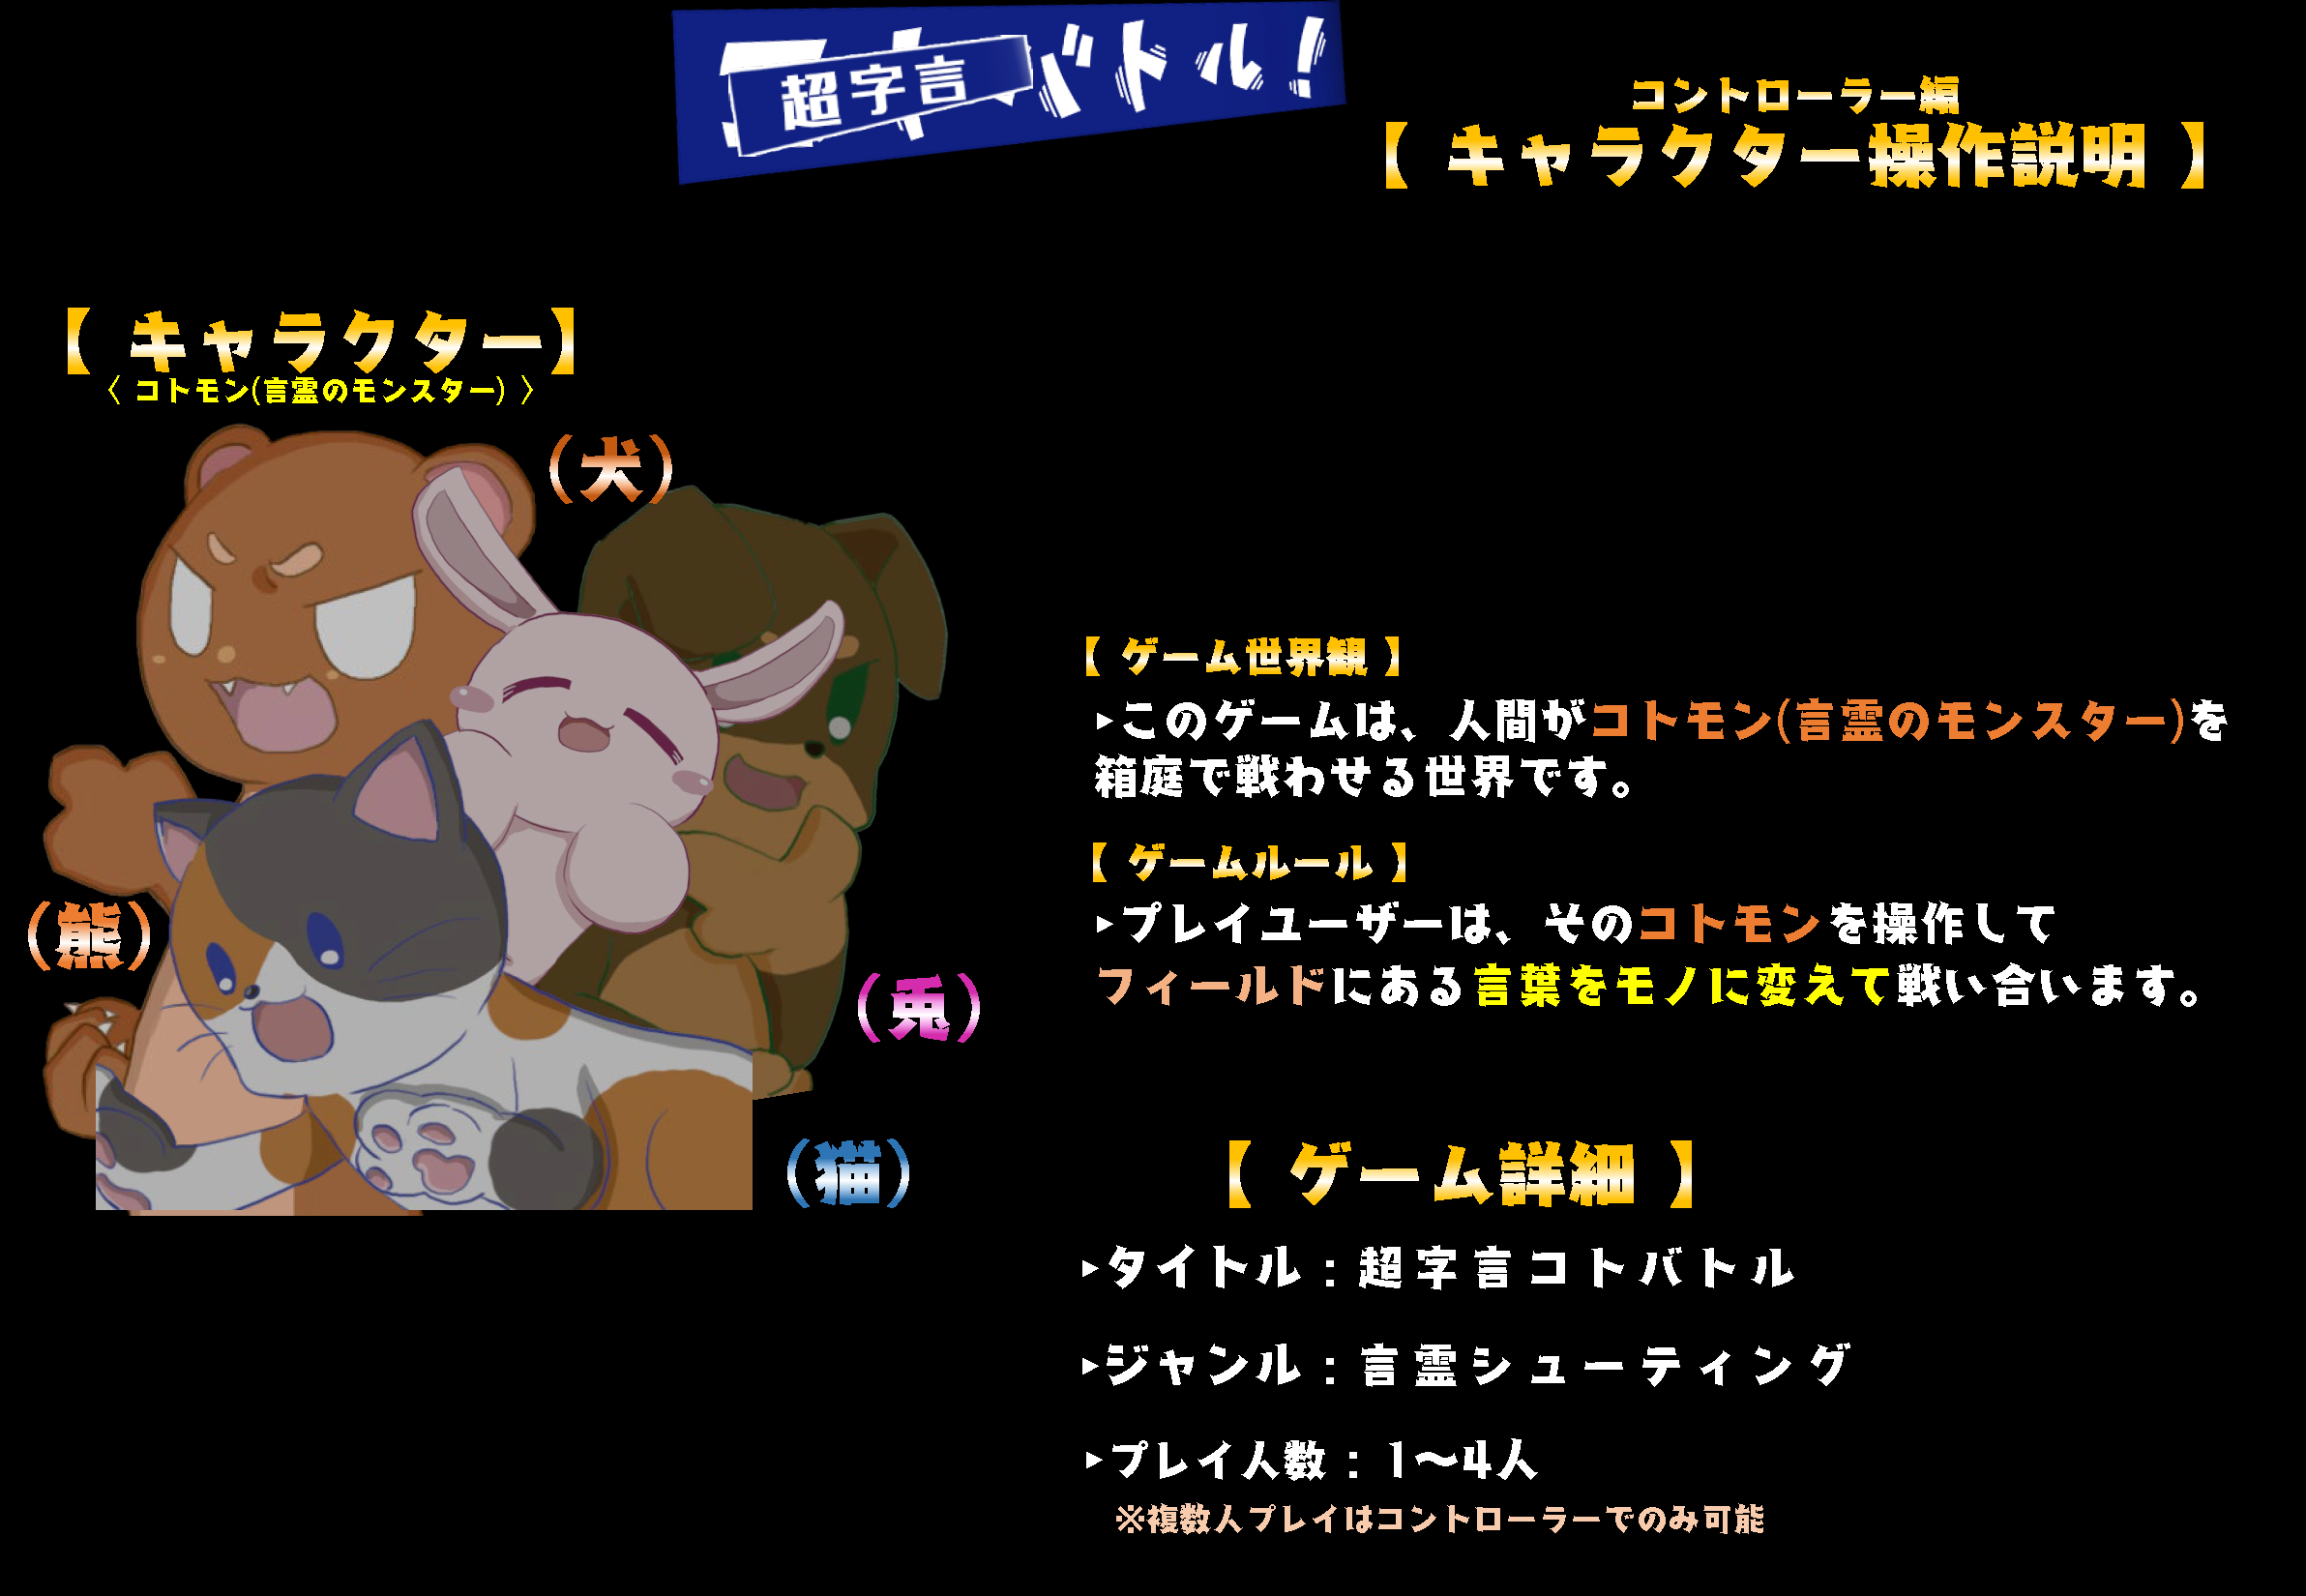 超字言
バトル!
コントローラー編
【 キャラクター操作説明 】
【 キャラクター】
〈 コトモン(言霊のモンスター) 〉
(犬)
(熊)
(兎)
(猫)
【 ゲーム世界観 】
▸このゲームは、人間がコトモン(言霊のモンスター)を
箱庭で戦わせる世界です。
【 ゲームルール 】
▸プレイユーザーは、そのコトモンを操作して
フィールドにある言葉をモノに変えて戦い合います。
【 ゲーム詳細 】
▸タイトル:超字言コトバトル
▸ジャンル:言霊シューティング
▸プレイ人数:1〜4人
※複数人プレイはコントローラーでのみ可能